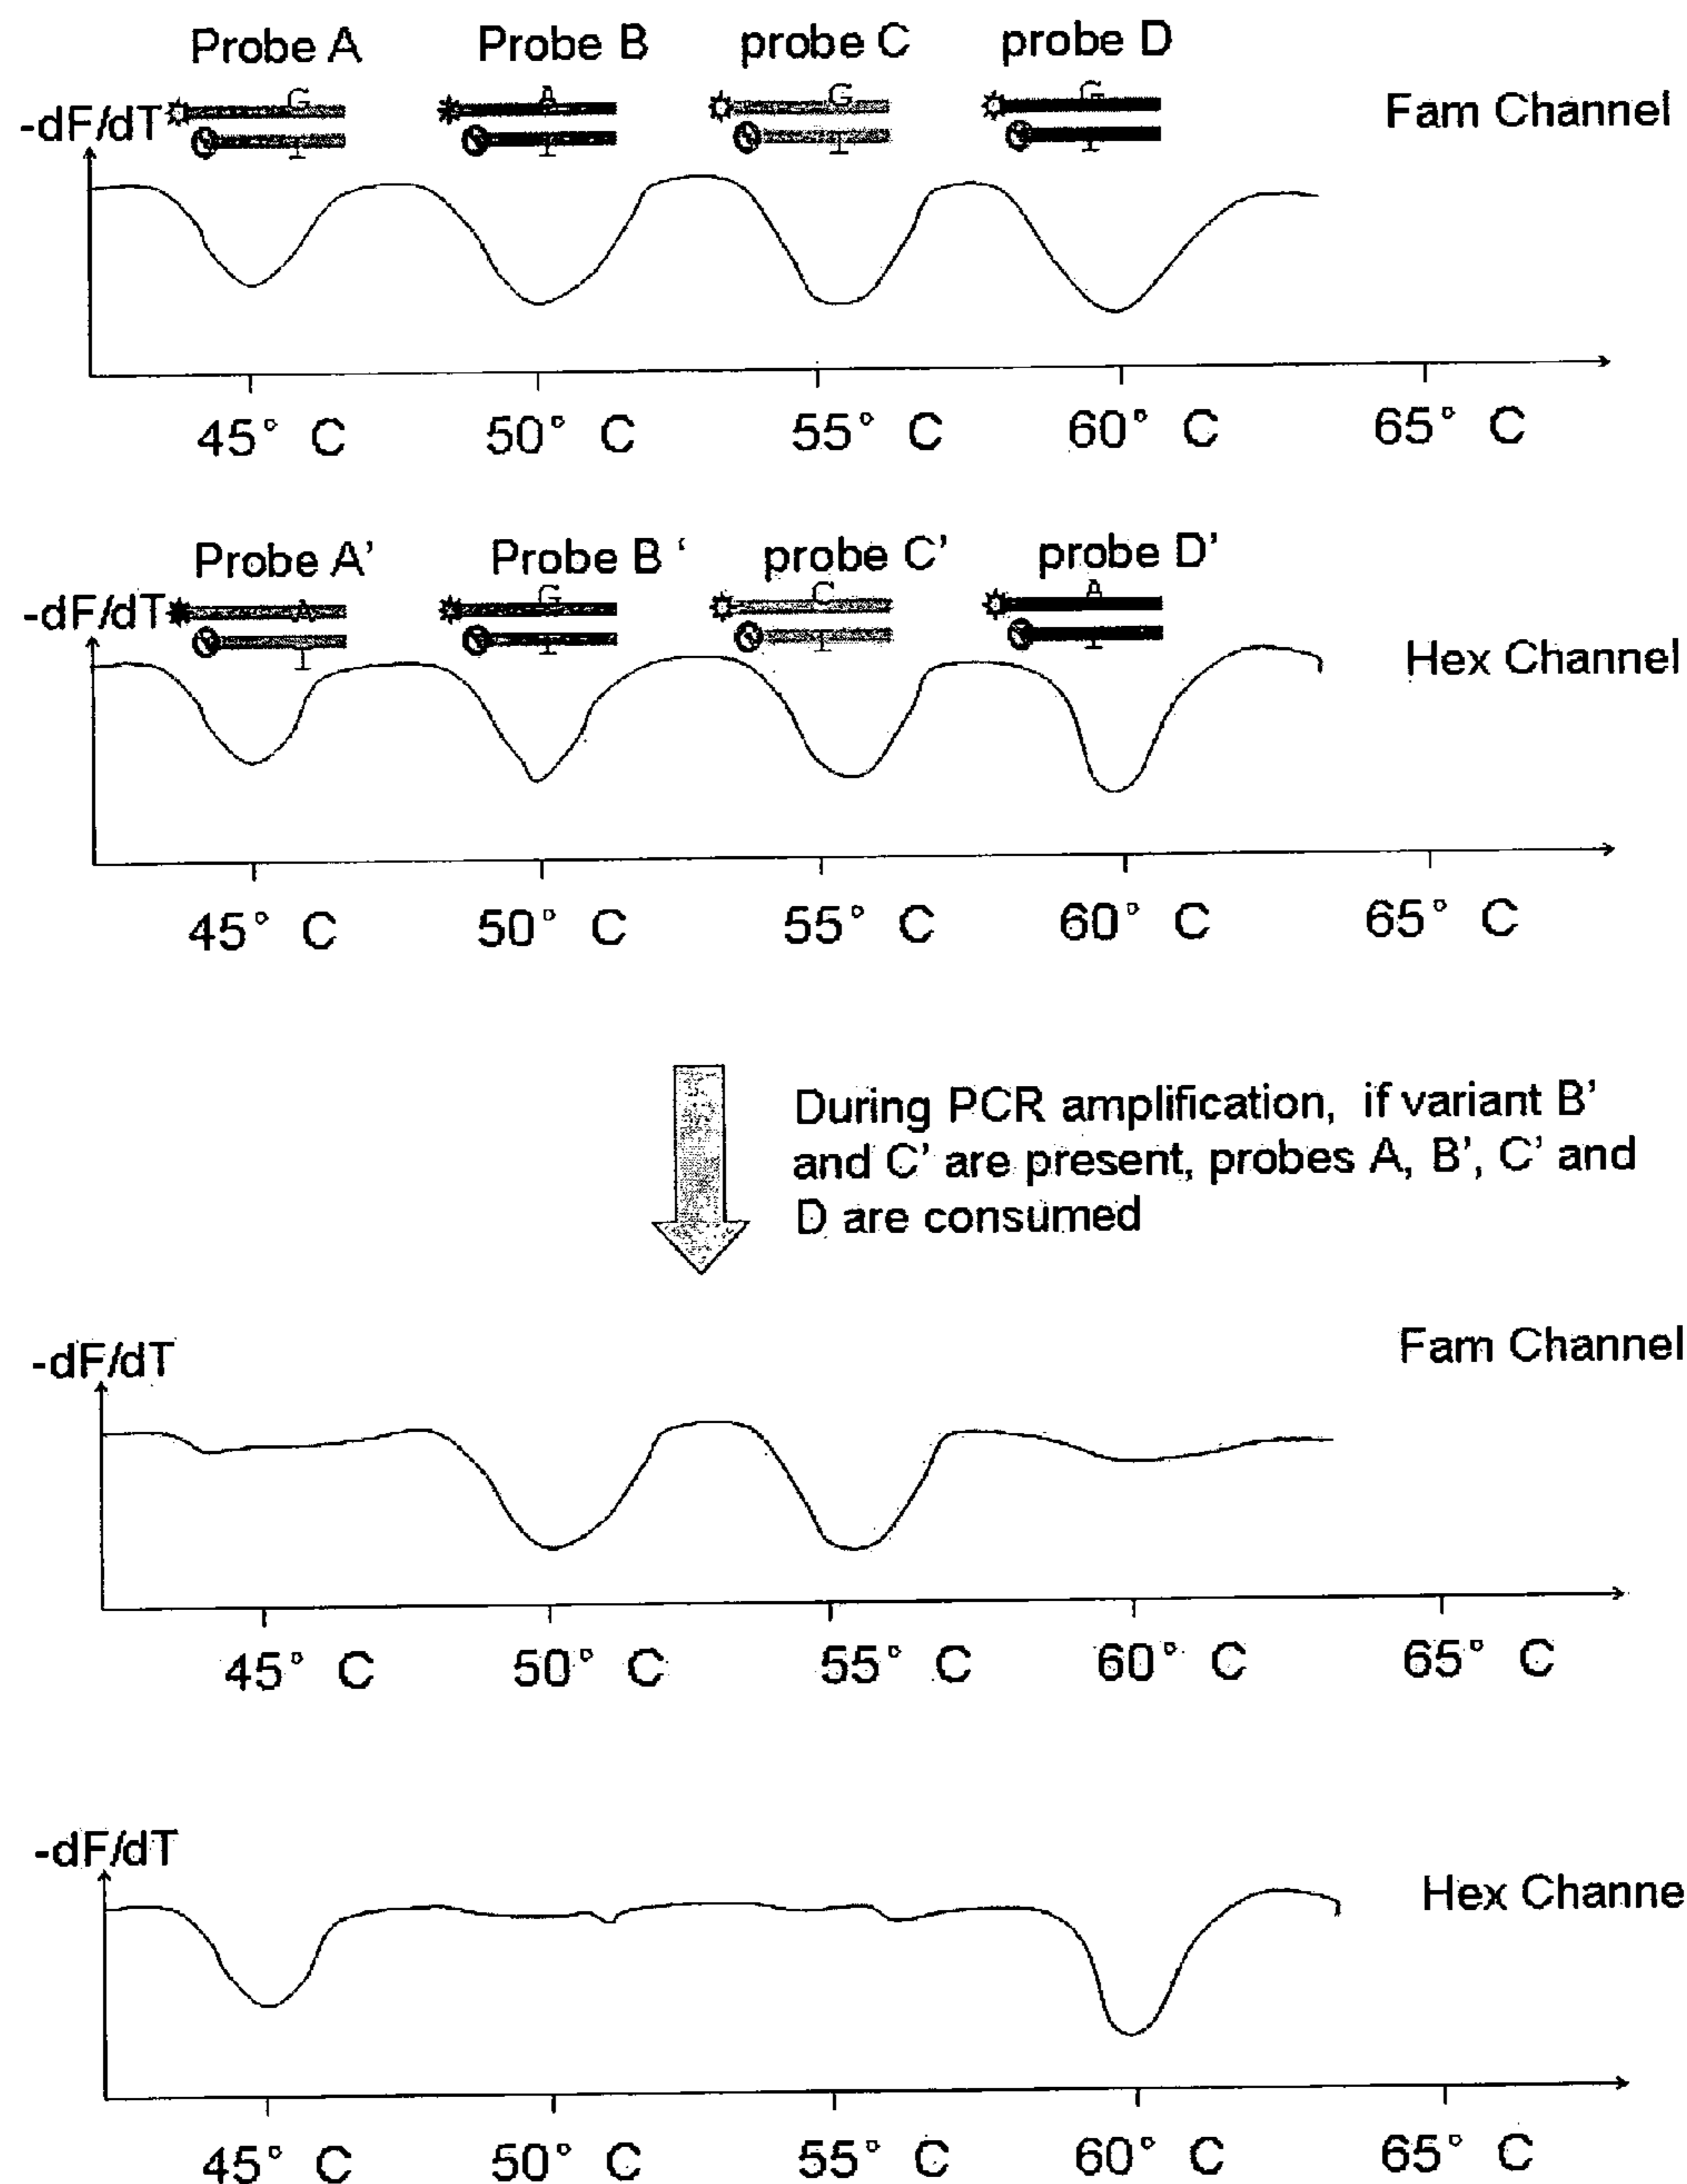 Probe A Probe B probe C probe D
G A G G
-dF/dT Fam Channel
45° C 50° C 55° C 60° C 65° C
Probe A' Probe B ' probe C' probe D'
A G C A
-dF/dT Hex Channel
45° C 50° C 55° C 60° C 65° C
During PCR amplification, if variant B'
and C' are present, probes A, B', C' and
D are consumed
Fam Channel
-dF/dT
45° C 50° C 55° C 60° C 65° C
-dF/dT
Hex Channe
45° C 50° C 55° C 60° C 65° C